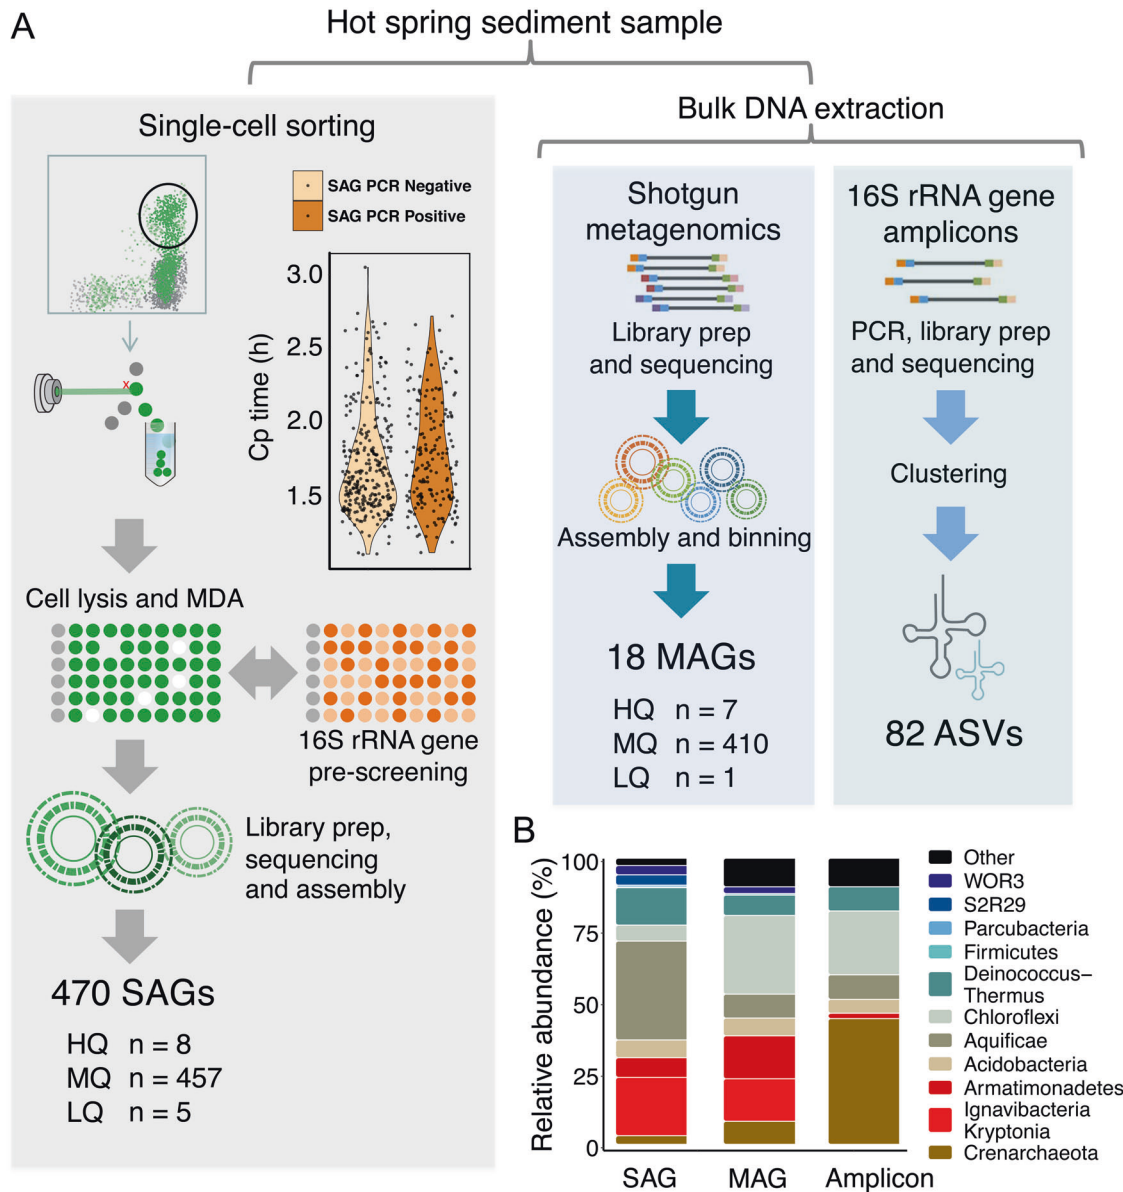 A
Hot spring sediment sample
Single-cell sorting
SAG PCR Negative
SAG PCR Positive
Cp time (h)
3.0
2.5
2.0
1.5
x
Cell lysis and MDA
16S rRNA gene
pre-screening
Library prep,
sequencing
and assembly
470 SAGs
HQ n = 8
MQ n = 457
LQ n = 5
Bulk DNA extraction
Shotgun
metagenomics
Library prep
and sequencing
Assembly and binning
18 MAGs
HQ n = 7
MQ n = 410
LQ n = 1
16S rRNA gene
amplicons
PCR, library prep
and sequencing
Clustering
82 ASVs
B
Relative abundance (%)
100
75
50
25
0
SAG MAG Amplicon
Other
WOR3
S2R29
Parcubacteria
Firmicutes
Deinococcus–
Thermus
Chloroflexi
Aquificae
Acidobacteria
Armatimonadetes
Ignavibacteria
Kryptonia
Crenarchaeota